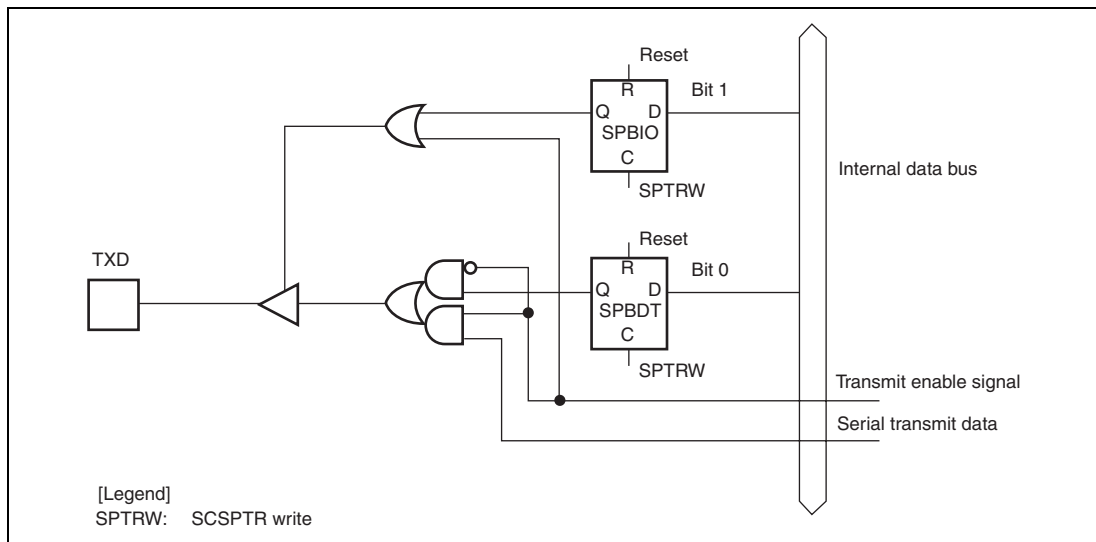 Reset
R
Bit 1
Q D
SPBIO
C
SPTRW
Internal data bus
TXD
Reset
R
Bit 0
Q D
SPBDT
C
SPTRW
Transmit enable signal
Serial transmit data
[Legend]
SPTRW: SCSPTR write